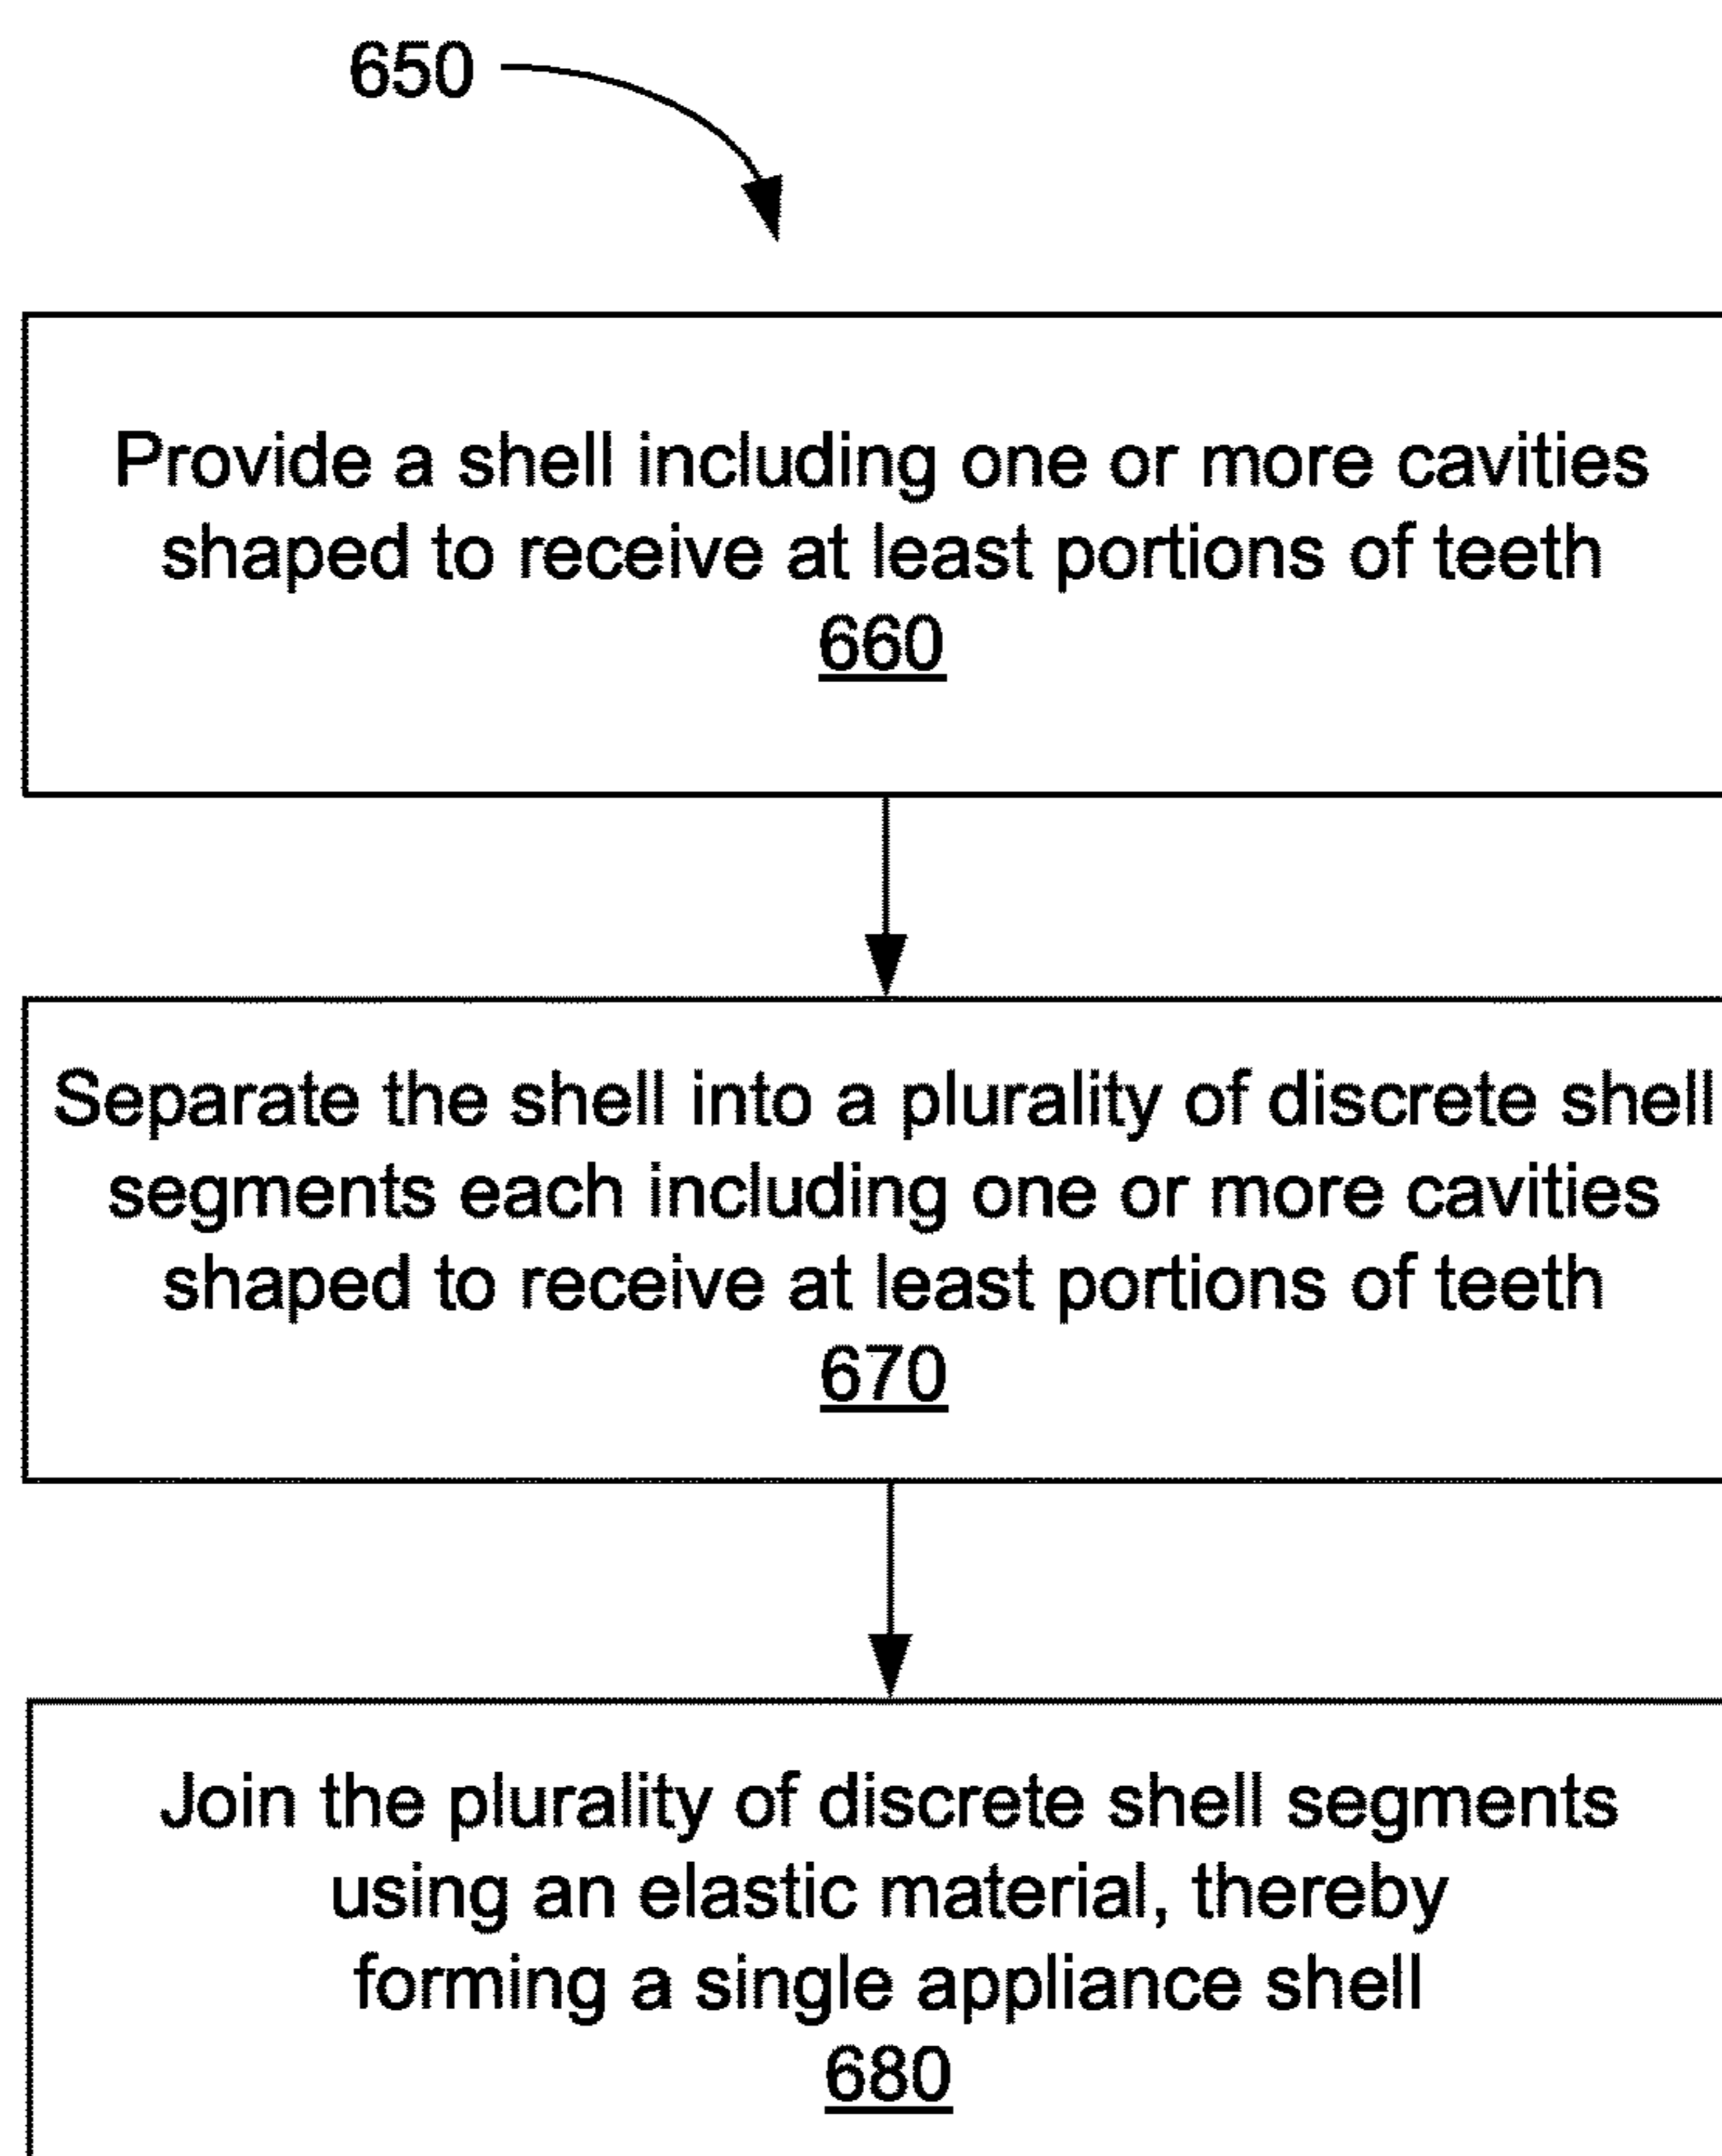 650
Provide a shell including one or more cavities
shaped to receive at least portions of teeth
660
Separate the shell into a plurality of discrete shell
segments each including one or more cavities
shaped to receive at least portions of teeth
670
Join the plurality of discrete shell segments
using an elastic material, thereby
forming a single appliance shell
680